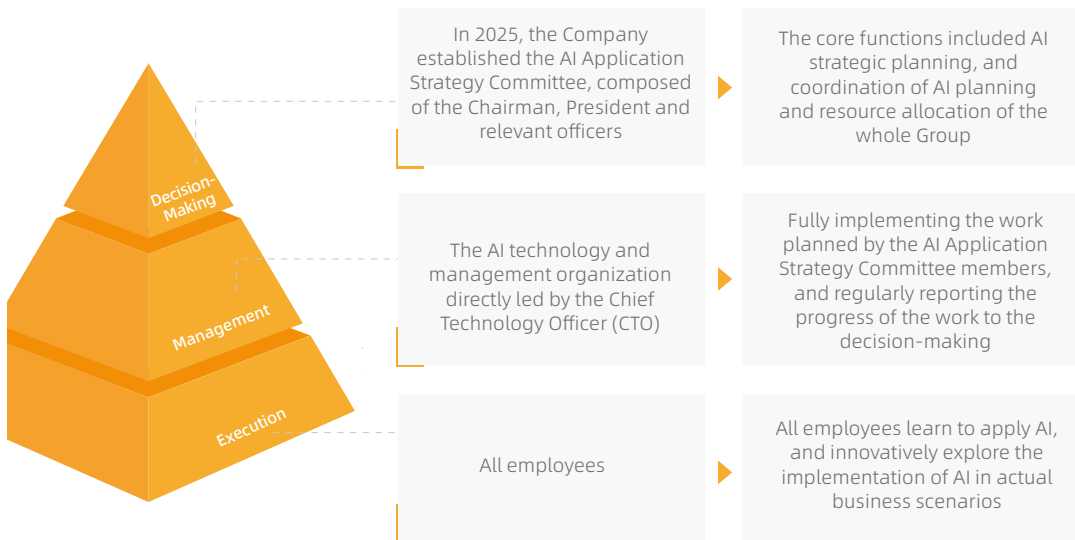 Decision-
Making
In 2025, the Company
established the AI Application
Strategy Committee, composed
of the Chairman, President and
relevant officers
The core functions included AI
strategic planning, and
coordination of AI planning
and resource allocation of the
whole Group
Management
The AI technology and
management organization
directly led by the Chief
Technology Officer (CTO)
Fully implementing the work
planned by the AI Application
Strategy Committee members,
and regularly reporting the
progress of the work to the
decision-making
Execution
All employees
All employees learn to apply AI,
and innovatively explore the
implementation of AI in actual
business scenarios